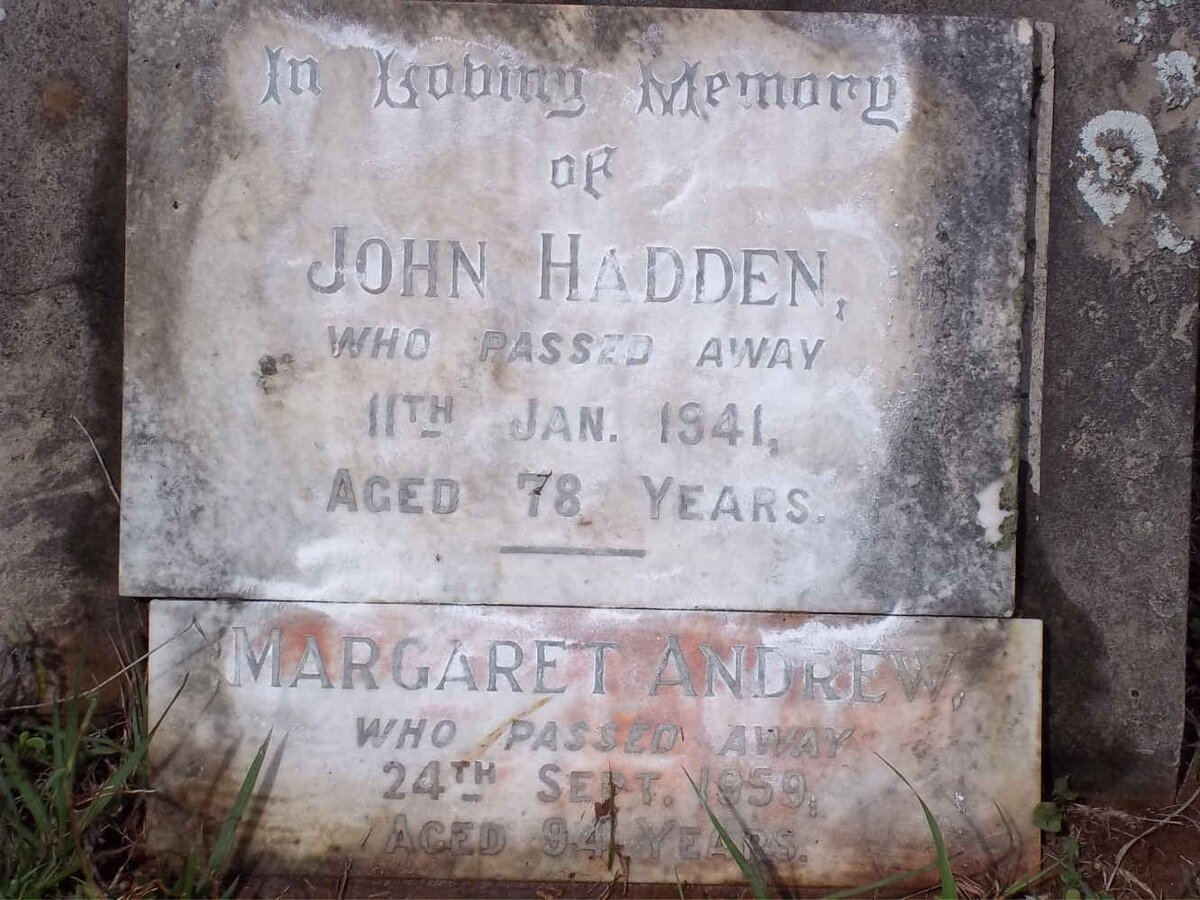 In Loving Memory
of
JOHN HADDEN,
WHO PASSED AWAY
11TH JAN. 1941,
AGED 78 YEARS.
MARGARET ANDREW,
WHO PASSED AWAY
24TH SEPT. 1959,
AGED 94 YEARS.